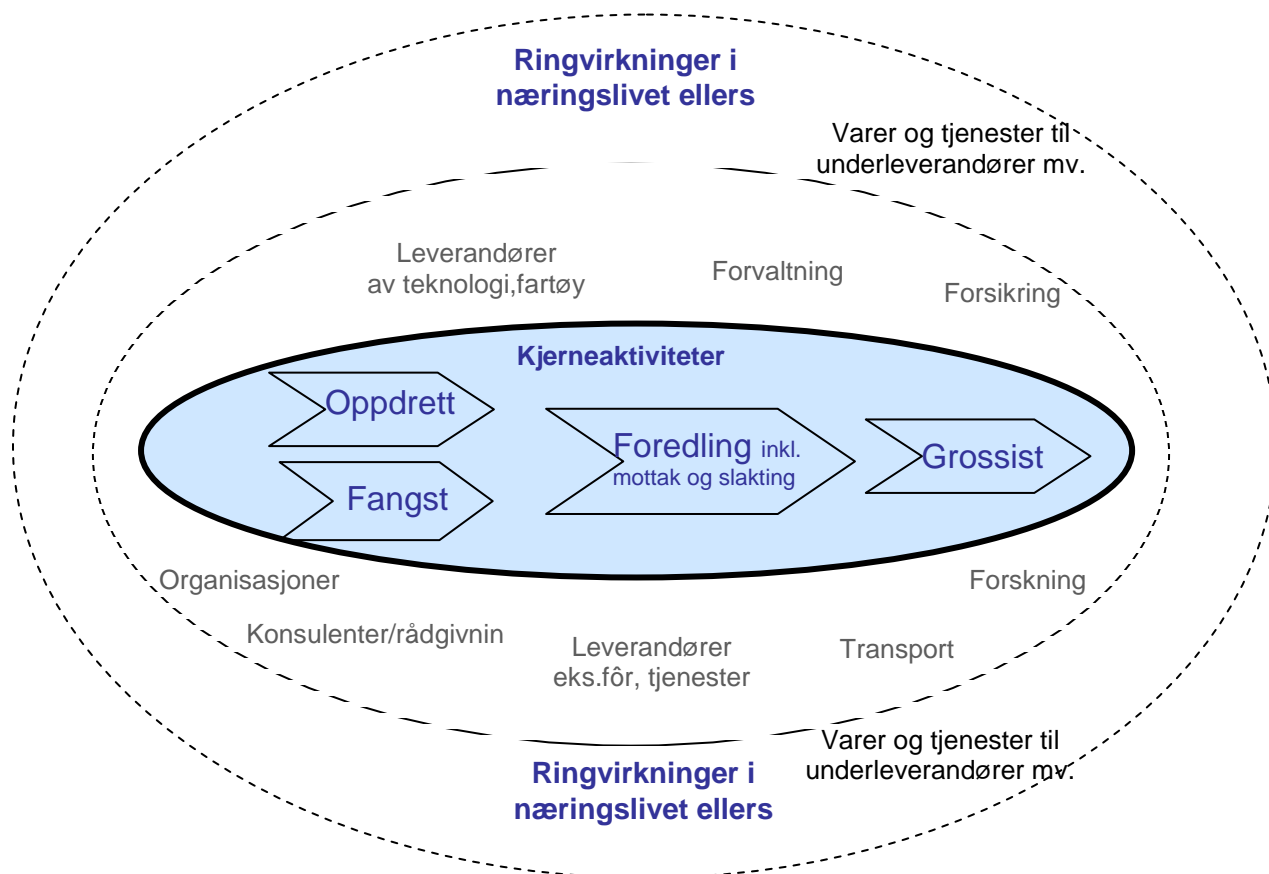 Ringvirkninger i
næringslivet ellers
Varer og tjenester til
underleverandører mv.
Leverandører
av teknologi,fartøy
Forvaltning
Forsikring
Kjerneaktiviteter
Oppdrett
Foredling inkl.
mottak og slakting
Grossist
Fangst
Organisasjoner
Forskning
Konsulenter/rådgivnin
Leverandører
eks.fôr, tjenester
Transport
Varer og tjenester til
underleverandører mv.
Ringvirkninger i
næringslivet ellers